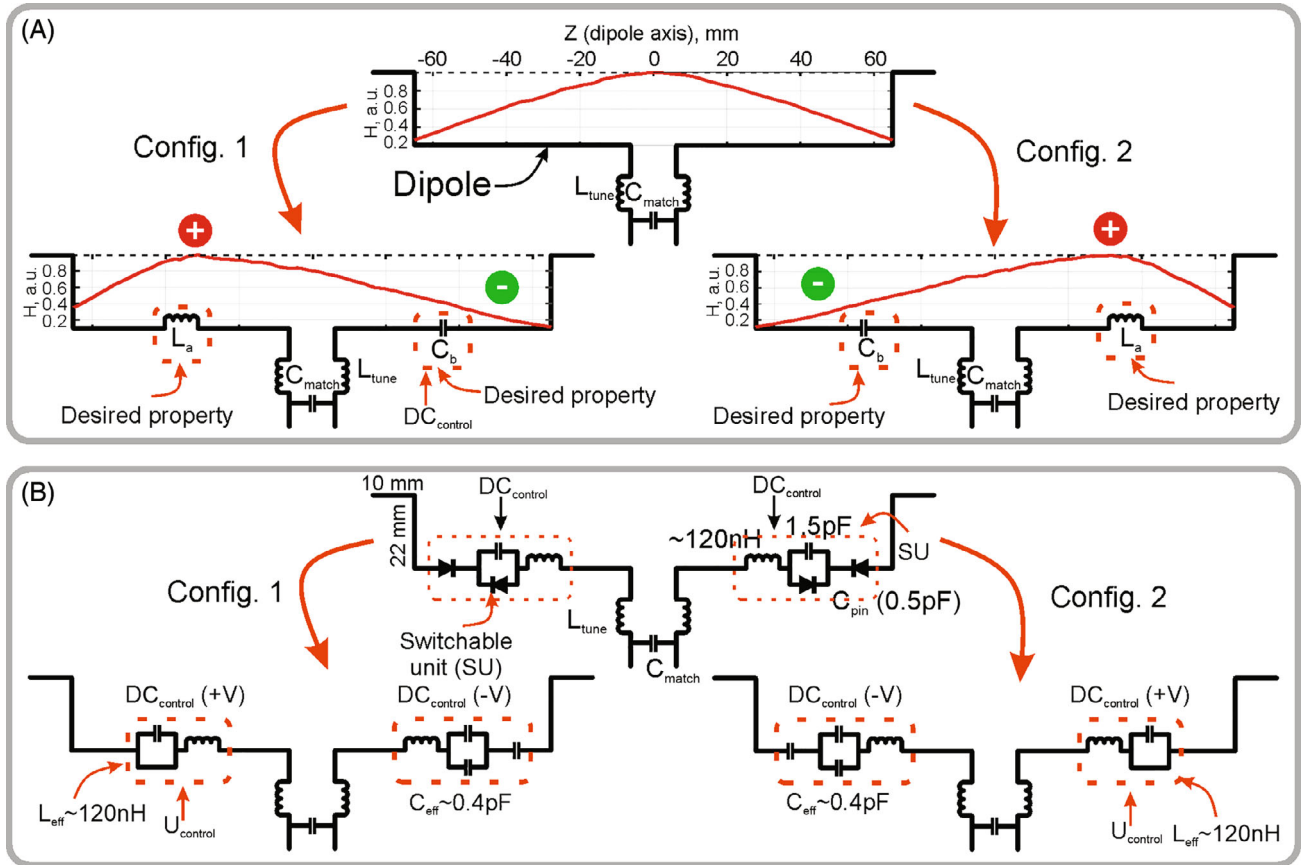 (A)
Z (dipole axis), mm
-60 -40 -20 0 20 40 60
H, a.u.
0.8
0.6
0.4
0.2
Config. 1
Config. 2
Dipole
L_tune
C_match
+
-
H, a.u.
0.8
0.6
0.4
0.2
L_a
C_b
C_match
L_tune
Desired property
DC_control
Desired property
-
+
H, a.u.
0.8
0.6
0.4
0.2
C_b
L_a
L_tune
C_match
Desired property
Desired property
(B)
10 mm
22 mm
DC_control
DC_control
~120nH
1,5pF
SU
C_pin (0.5pF)
Config. 1
Config. 2
Switchable
unit (SU)
L_tune
C_match
DC_control (+V)
DC_control (-V)
L_eff~120nH
U_control
C_eff~0.4pF
DC_control (-V)
DC_control (+V)
C_eff~0.4pF
U_control
L_eff~120nH